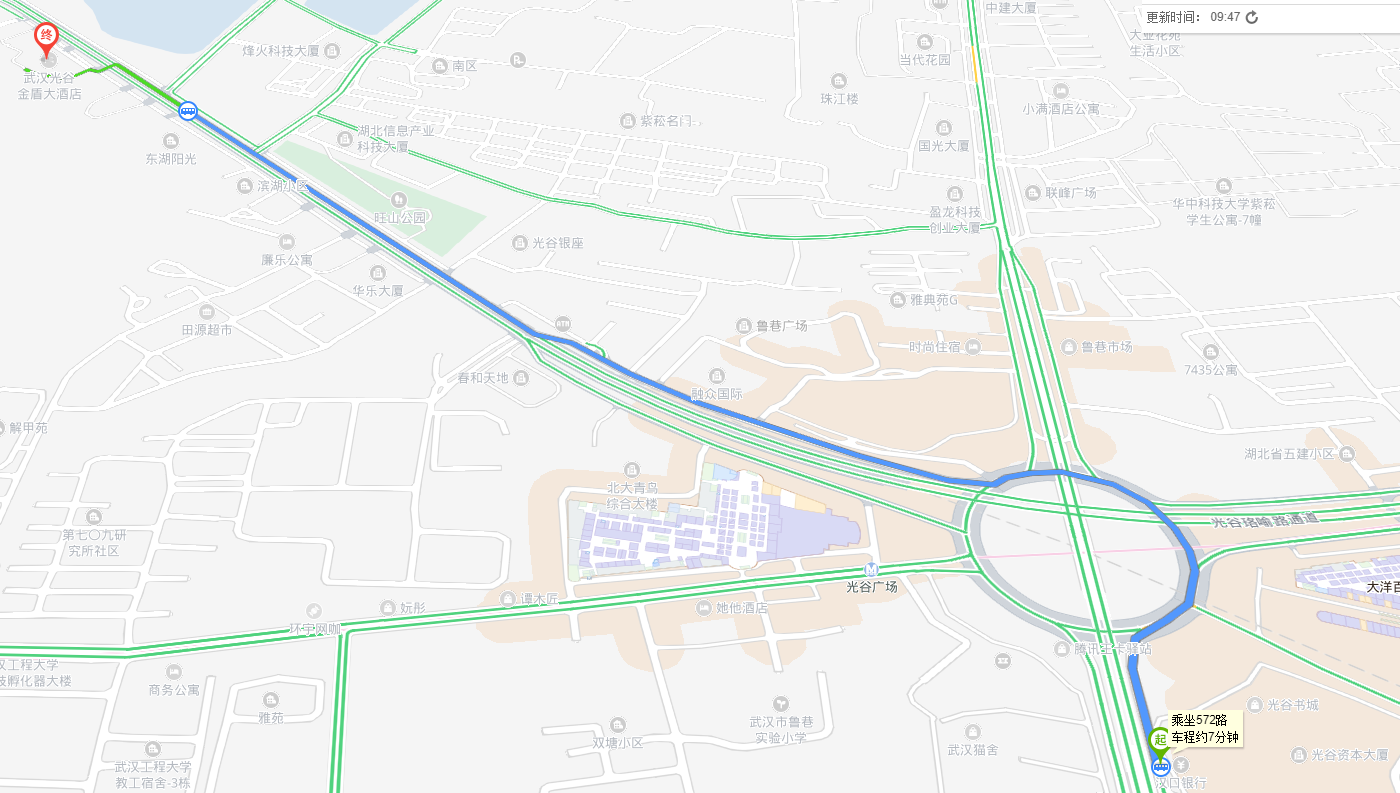 更新时间： 09:47
中建大厦
大业花苑
生活小区
终
烽火科技大厦
南区
当代花园
武汉光谷
金盾大酒店
珠江楼
小满酒店公寓
紫菘名门
湖北信息产业
科技大厦
国光大厦
东湖阳光
滨湖小区
联峰广场
华中科技大学紫菘
学生公寓-7幢
旺山公园
盈龙科技
创业大厦
光谷银座
廉乐公寓
华乐大厦
雅典苑G
田源超市
ATM
鲁巷广场
时尚住宿
鲁巷市场
7435公寓
春和天地
融众国际
解甲苑
湖北省五建小区
北大青鸟
综合大楼
第七〇九研
究所社区
光谷珞喻路通道
光谷广场
大洋百
谭木匠
妧彤
她他酒店
环宇网咖
腾讯王卡驿站
汉工程大学
技孵化器大楼
商务公寓
雅苑
武汉市鲁巷
实验小学
双塘小区
武汉猫舍
光谷书城
乘坐572路
车程约7分钟
起
光谷资本大厦
汉口银行
武汉工程大学
教工宿舍-3栋